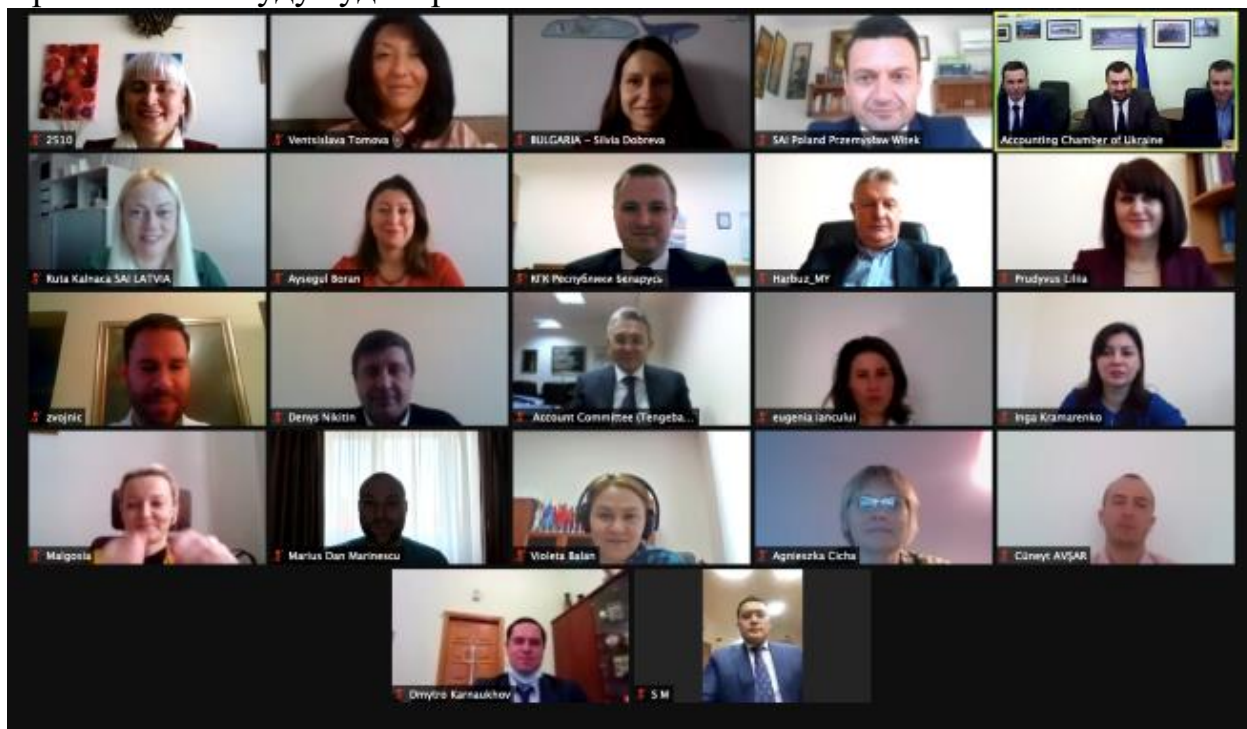 2510
Ventsislava Tomova
BULGARIA – Silvia Dobreva
SAI Poland Przemysław Witek
Accounting Chamber of Ukraine
Ruta Kalnaca SAI LATVIA
Aysegul Boran
КГК Республики Беларусь
Harbuz_MY
Prudyvus Liliia
zvojnic
Denys Nikitin
Account Committee (Tengeba...
eugenia iancului
Inga Kramarenko
Malgosia
Marius Dan Marinescu
Violeta Balan
Agnieszka Cicha
Cüneyt AVŞAR
Dmytro Karnaukhov
S M